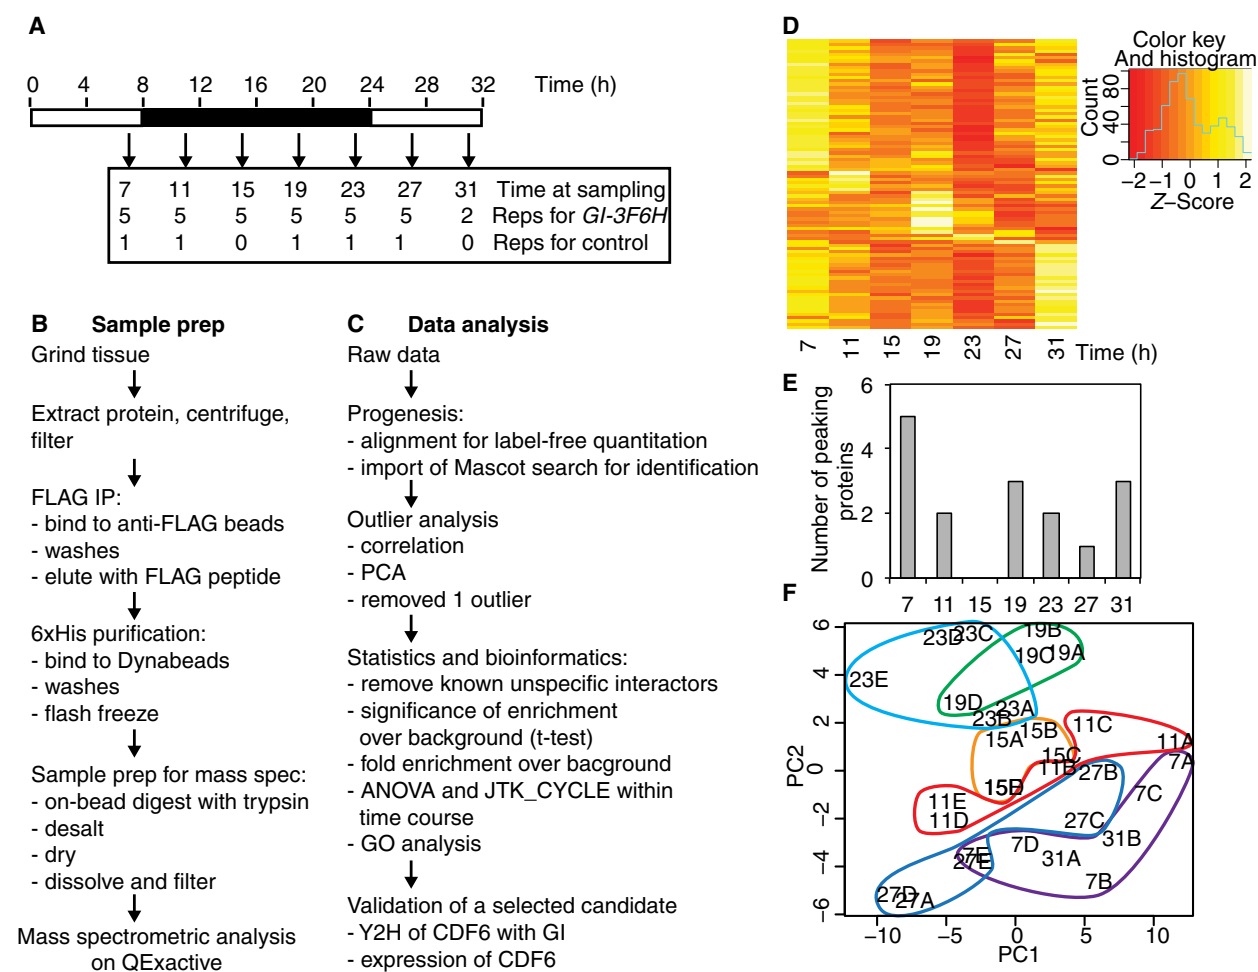 A
0 4 8 12 16 20 24 28 32 Time (h)
7 11 15 19 23 27 31 Time at sampling
5 5 5 5 5 5 2 Reps for GI-3F6H
1 1 0 1 1 1 0 Reps for control
B Sample prep
Grind tissue
Extract protein, centrifuge,
filter
FLAG IP:
- bind to anti-FLAG beads
- washes
- elute with FLAG peptide
6xHis purification:
- bind to Dynabeads
- washes
- flash freeze
Sample prep for mass spec:
- on-bead digest with trypsin
- desalt
- dry
- dissolve and filter
Mass spectrometric analysis
on QExactive
C Data analysis
Raw data
Progenesis:
- alignment for label-free quantitation
- import of Mascot search for identification
Outlier analysis
- correlation
- PCA
- removed 1 outlier
Statistics and bioinformatics:
- remove known unspecific interactors
- significance of enrichment
over background (t-test)
- fold enrichment over bacground
- ANOVA and JTK_CYCLE within
time course
- GO analysis
Validation of a selected candidate
- Y2H of CDF6 with GI
- expression of CDF6
D
7 11 15 19 23 27 31 Time (h)
Color key
And histogram
Count
0 40 80
−2 −1 0 1 2
Z–Score
E
Number of peaking
proteins
6
4
2
0
7 11 15 19 23 27 31
F
PC2
6
4
2
0
−2
−4
−6
23D
23C
19B
19C
19A
23E
19D
23A
23B
15A
15B
11C
11A
15C
11B
27B
7A
15E
15D
7C
11E
11D
27C
7D
31B
7E
27E
31A
7B
27D
27A
−10 −5 0 5 10
PC1